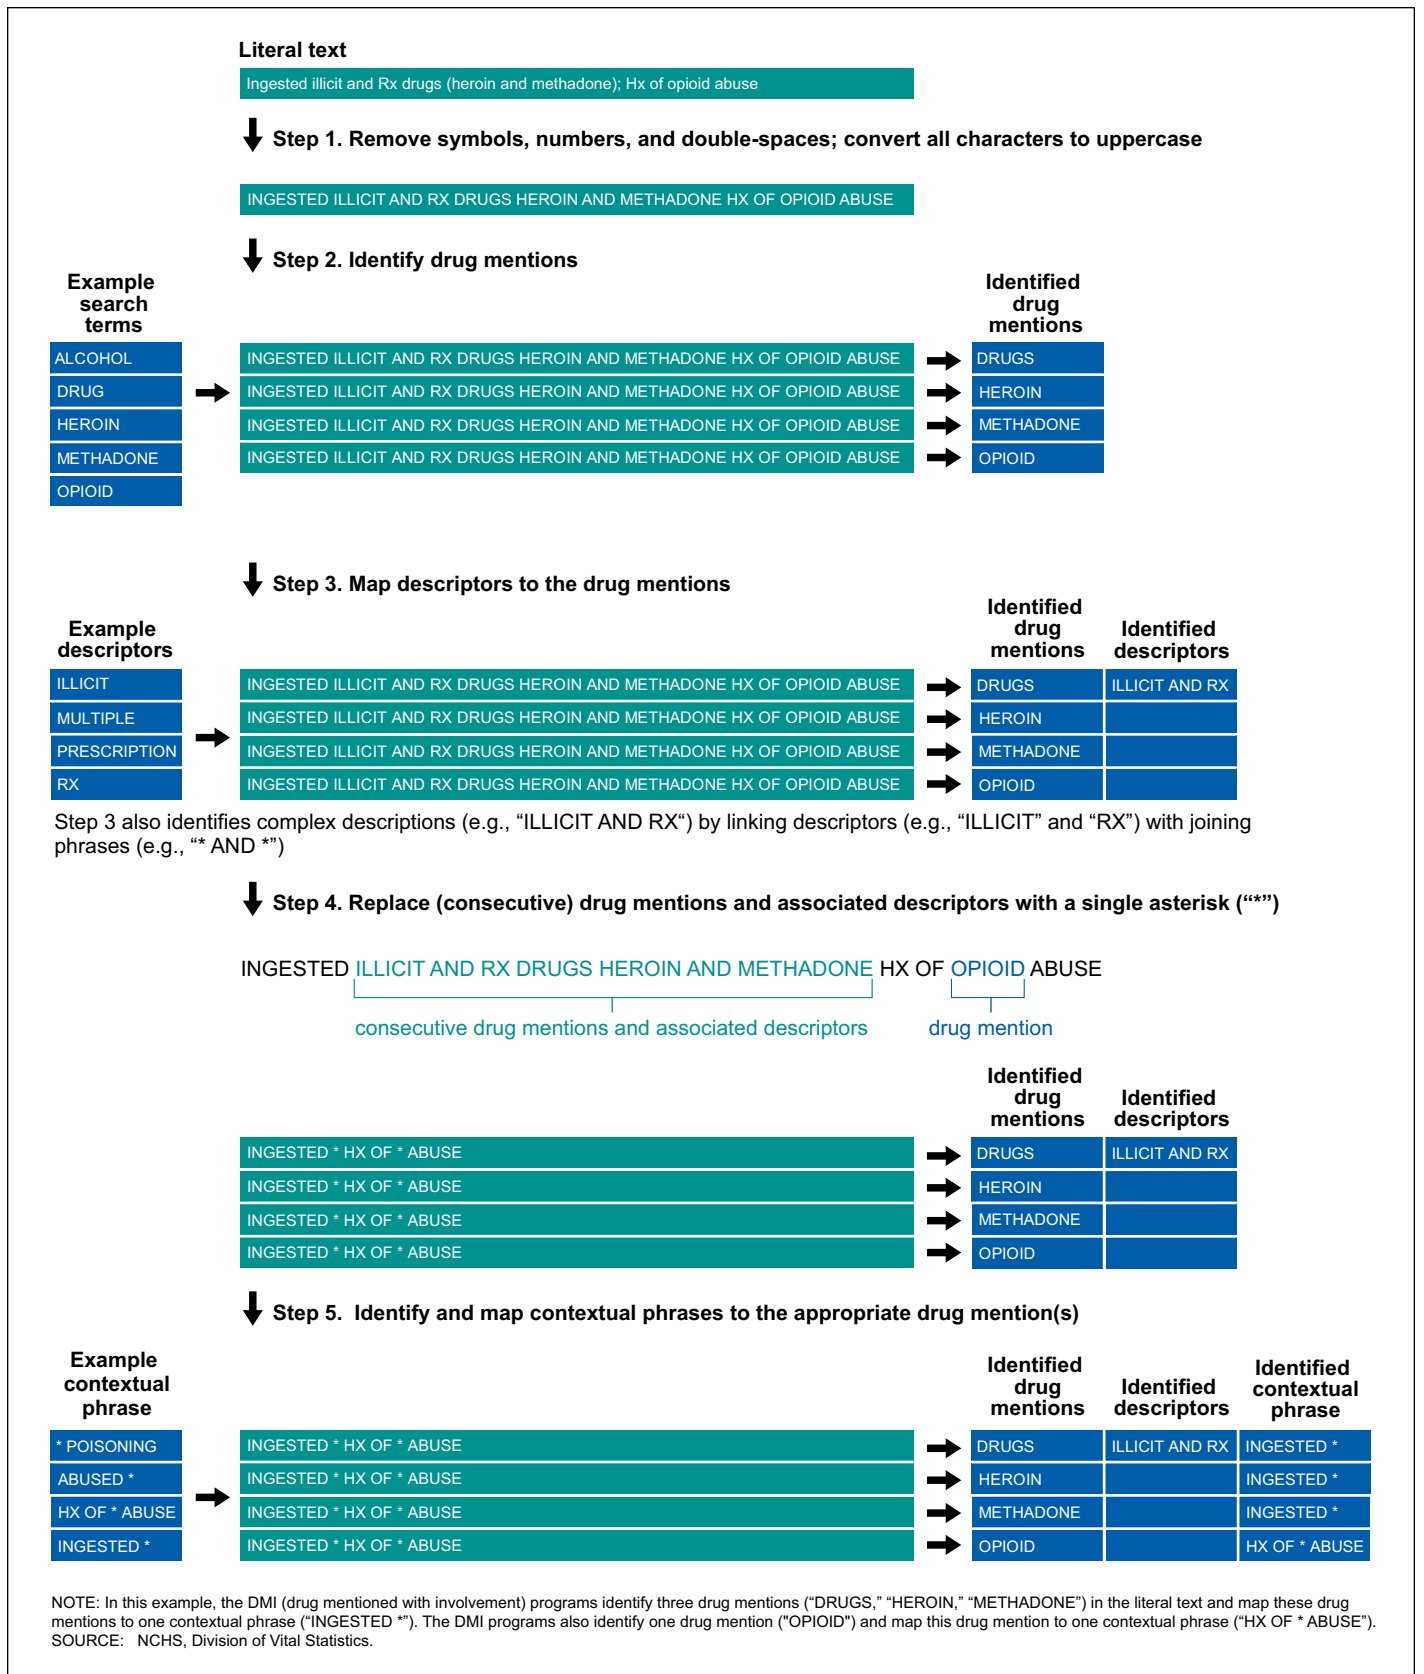 Literal text
Ingested illicit and Rx drugs (heroin and methadone); Hx of opioid abuse
Step 1. Remove symbols, numbers, and double-spaces; convert all characters to uppercase
INGESTED ILLICIT AND RX DRUGS HEROIN AND METHADONE HX OF OPIOID ABUSE
Step 2. Identify drug mentions
Example
search
terms
Identified
drug
mentions
ALCOHOL
INGESTED ILLICIT AND RX DRUGS HEROIN AND METHADONE HX OF OPIOID ABUSE
DRUGS
DRUG
INGESTED ILLICIT AND RX DRUGS HEROIN AND METHADONE HX OF OPIOID ABUSE
HEROIN
HEROIN
INGESTED ILLICIT AND RX DRUGS HEROIN AND METHADONE HX OF OPIOID ABUSE
METHADONE
METHADONE
INGESTED ILLICIT AND RX DRUGS HEROIN AND METHADONE HX OF OPIOID ABUSE
OPIOID
OPIOID
Step 3. Map descriptors to the drug mentions
Example
descriptors
Identified
drug
mentions
Identified
descriptors
ILLICIT
INGESTED ILLICIT AND RX DRUGS HEROIN AND METHADONE HX OF OPIOID ABUSE
DRUGS
ILLICIT AND RX
MULTIPLE
INGESTED ILLICIT AND RX DRUGS HEROIN AND METHADONE HX OF OPIOID ABUSE
HEROIN
PRESCRIPTION
INGESTED ILLICIT AND RX DRUGS HEROIN AND METHADONE HX OF OPIOID ABUSE
METHADONE
RX
INGESTED ILLICIT AND RX DRUGS HEROIN AND METHADONE HX OF OPIOID ABUSE
OPIOID
Step 3 also identifies complex descriptions (e.g., “ILLICIT AND RX“) by linking descriptors (e.g., “ILLICIT” and “RX”) with joining
phrases (e.g., “* AND *”)
Step 4. Replace (consecutive) drug mentions and associated descriptors with a single asterisk (“*”)
INGESTED ILLICIT AND RX DRUGS HEROIN AND METHADONE HX OF OPIOID ABUSE
consecutive drug mentions and associated descriptors
drug mention
Identified
drug
mentions
Identified
descriptors
INGESTED * HX OF * ABUSE
DRUGS
ILLICIT AND RX
INGESTED * HX OF * ABUSE
HEROIN
INGESTED * HX OF * ABUSE
METHADONE
INGESTED * HX OF * ABUSE
OPIOID
Step 5. Identify and map contextual phrases to the appropriate drug mention(s)
Example
contextual
phrase
Identified
drug
mentions
Identified
descriptors
Identified
contextual
phrase
* POISONING
INGESTED * HX OF * ABUSE
DRUGS
ILLICIT AND RX
INGESTED *
ABUSED *
INGESTED * HX OF * ABUSE
HEROIN
INGESTED *
HX OF * ABUSE
INGESTED * HX OF * ABUSE
METHADONE
INGESTED *
INGESTED *
INGESTED * HX OF * ABUSE
OPIOID
HX OF * ABUSE
NOTE: In this example, the DMI (drug mentioned with involvement) programs identify three drug mentions (“DRUGS,” “HEROIN,” “METHADONE”) in the literal text and map these drug
mentions to one contextual phrase (“INGESTED *”). The DMI programs also identify one drug mention ("OPIOID") and map this drug mention to one contextual phrase (“HX OF * ABUSE”).
SOURCE: NCHS, Division of Vital Statistics.